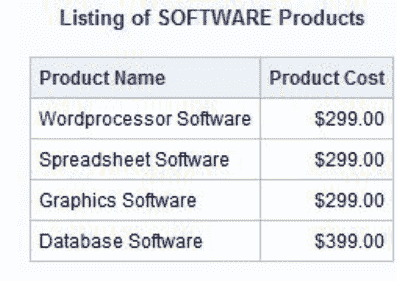 Listing of SOFTWARE Products
Product Name Product Cost
Wordprocessor Software $299.00
Spreadsheet Software $299.00
Graphics Software $299.00
Database Software $399.00